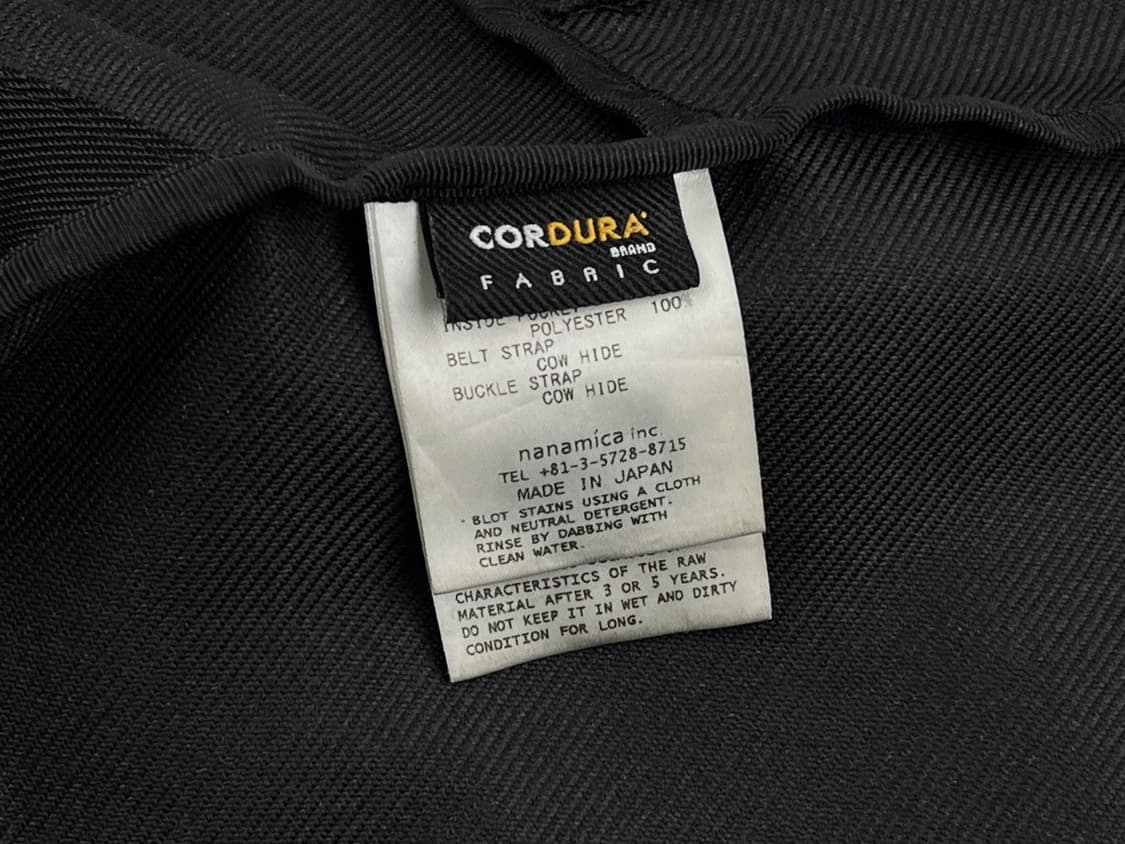 CORDURA
BRAND
FABRIC
INSIDE POCKET
POLYESTER 100%
BELT STRAP
COW HIDE
BUCKLE STRAP
COW HIDE
nanamica inc.
TEL +81-3-5728-8715
MADE IN JAPAN
· BLOT STAINS USING A CLOTH
AND NEUTRAL DETERGENT.
RINSE BY DABBING WITH
CLEAN WATER.
CHARACTERISTICS OF THE RAW
MATERIAL AFTER 3 OR 5 YEARS.
DO NOT KEEP IT IN WET AND DIRTY
CONDITION FOR LONG.